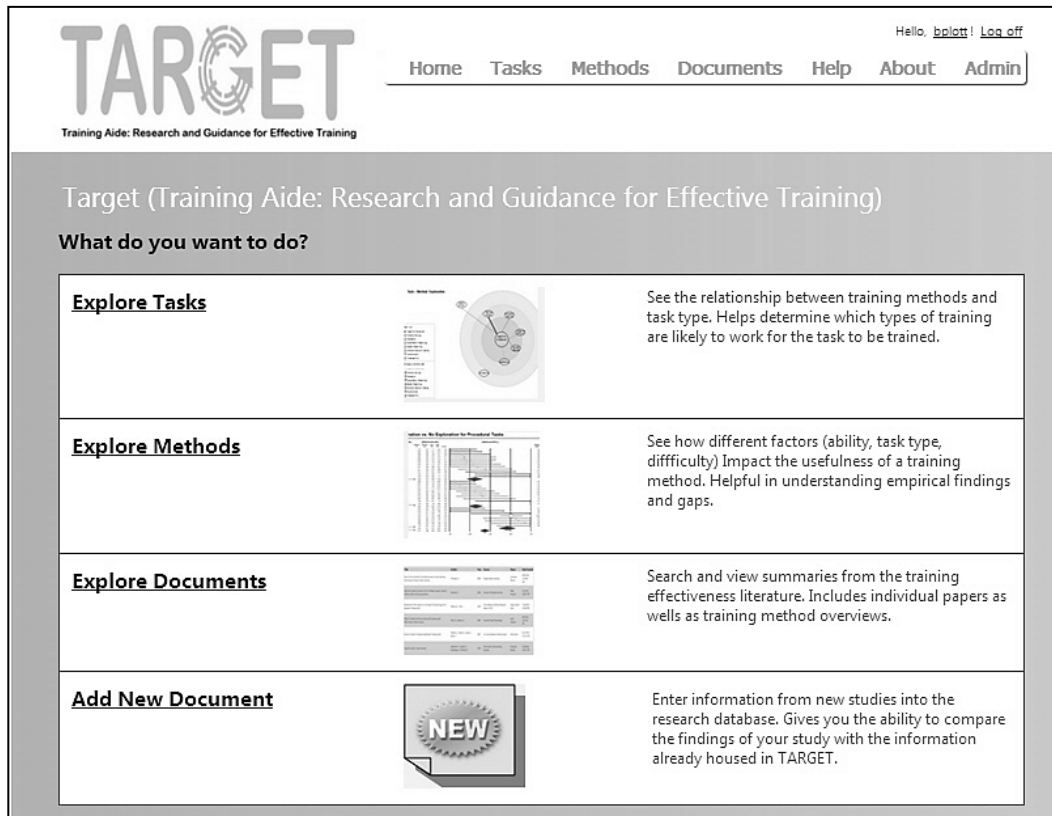 Hello, bplott! Log off
TARGET
Training Aide: Research and Guidance for Effective Training
Home Tasks Methods Documents Help About Admin
Target (Training Aide: Research and Guidance for Effective Training)
What do you want to do?
Explore Tasks
See the relationship between training methods and
task type. Helps determine which types of training
are likely to work for the task to be trained.
Explore Methods
ration vs. No Exploration for Procedural Tasks
See how different factors (ability, task type,
diffficulty) Impact the usefulness of a training
method. Helpful in understanding empirical findings
and gaps.
Explore Documents
Search and view summaries from the training
effectiveness literature. Includes individual papers as
wells as training method overviews.
Add New Document
NEW
Enter information from new studies into the
research database. Gives you the ability to compare
the findings of your study with the information
already housed in TARGET.